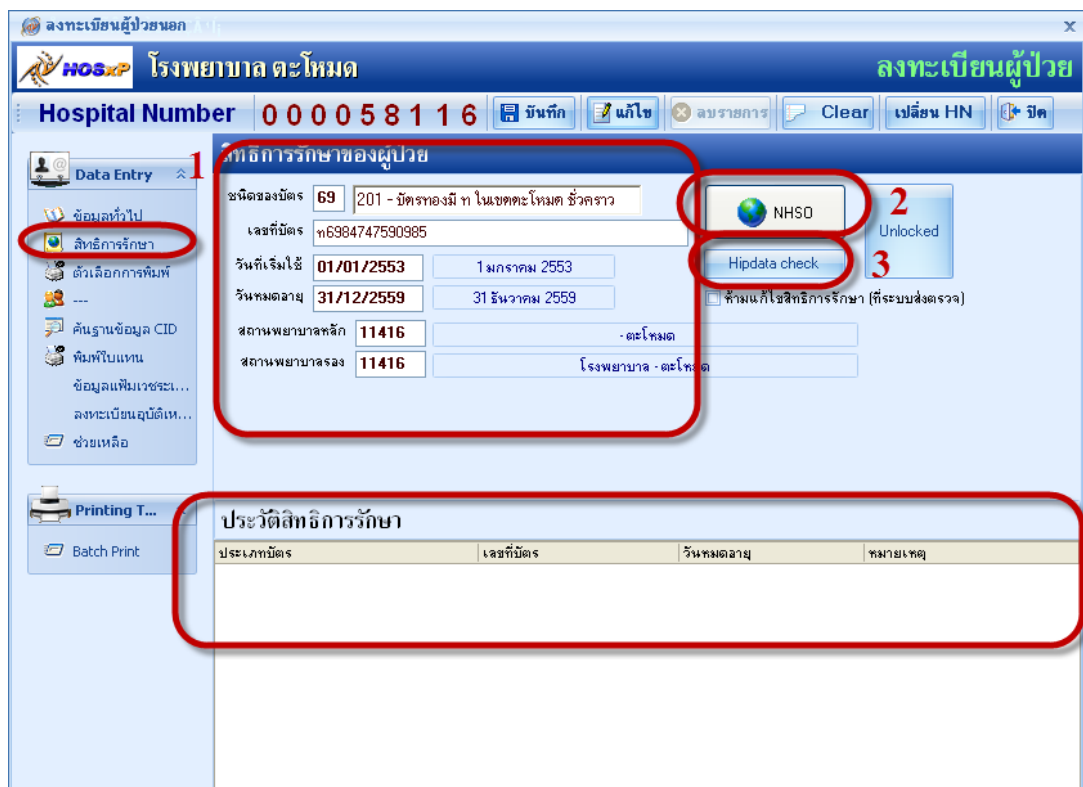 ลงทะเบียนผู้ป่วยนอก
HOSxP โรงพยาบาล ตะโหมด ลงทะเบียนผู้ป่วย
Hospital Number 000058116 บันทึก แก้ไข ลบรายการ Clear เปลี่ยน HN ปิด
1
สิทธิการรักษาของผู้ป่วย
Data Entry
ข้อมูลทั่วไป
สิทธิการรักษา
ตัวเลือกการพิมพ์
---
ค้นฐานข้อมูล CID
พิมพ์ใบแทน
ข้อมูลแฟ้มเวชระเ...
ลงทะเบียนอุบัติเห...
ช่วยเหลือ
Printing T...
Batch Print
ชนิดของบัตร 69 201 - บัตรทองมี ท ในเขตตะโหมด ชั่วคราว
เลขที่บัตร ท6984747590985
วันที่เริ่มใช้ 01/01/2553 1 มกราคม 2553
วันหมดอายุ 31/12/2559 31 ธันวาคม 2559
สถานพยาบาลหลัก 11416 - ตะโหมด
สถานพยาบาลรอง 11416 โรงพยาบาล - ตะโหมด
NHSO 2
Unlocked
Hipdata check 3
ห้ามแก้ไขสิทธิการรักษา (ที่ระบบส่งตรวจ)
ประวัติสิทธิการรักษา
ประเภทบัตร เลขที่บัตร วันหมดอายุ หมายเหตุ